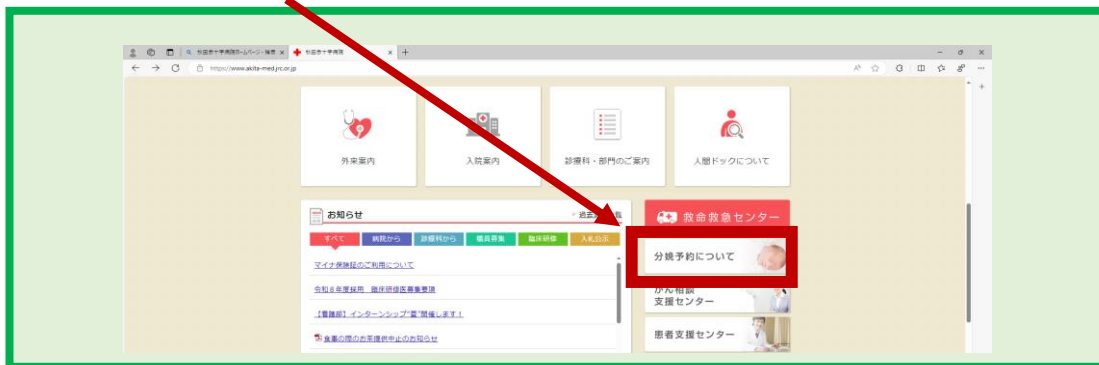 秋田赤十字病院
https://www.akita-med.jrc.or.jp
外来案内
入院案内
診療科・部門のご案内
人間ドックについて
お知らせ
救命救急センター
すべて
病院から
診療科から
職員募集
臨床研修
入札公示
マイナ保険証のご利用について
令和8年度採用 臨床研修医募集要項
【看護部】インターンシップ"夏"開催します！
食事の際のお茶提供中止のお知らせ
分娩予約について
がん相談
支援センター
患者支援センター